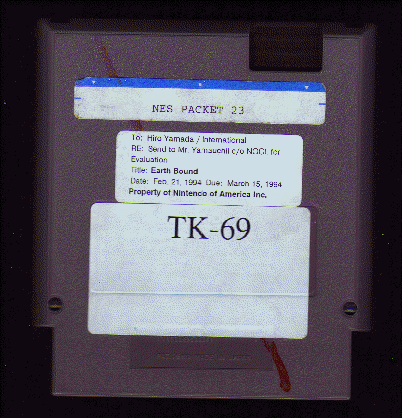 NES PACKET 23
To: Hiro Yamada / International
RE: Send to Mr. Yamauchi c/o NCCL for
Evaluation
Title: Earth Bound
Date: Feb. 21, 1994 Due: March 15, 1994
Property of Nintendo of America Inc.
TK-69